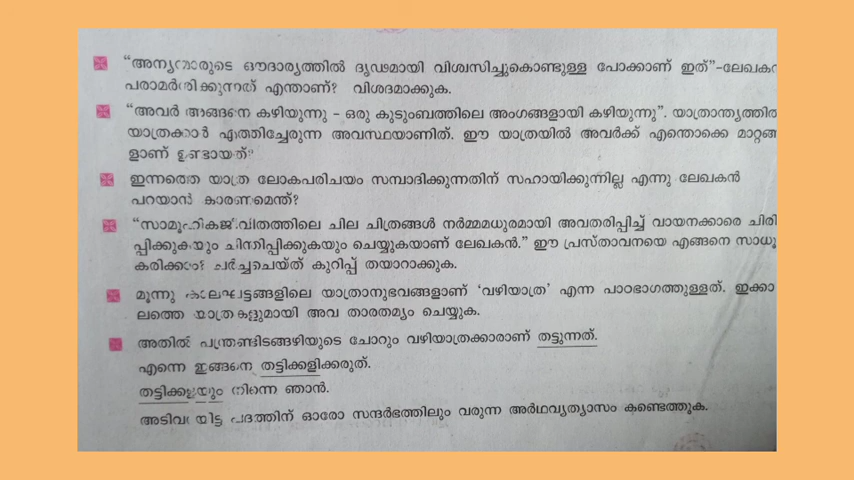 “അന്യന്മാരുടെ ഔദാര്യത്തിൽ ദൃഢമായി വിശ്വസിച്ചുകൊണ്ടുള്ള പോക്കാണ് ഇത്”-ലേഖകൻ
പരാമർശിക്കുന്നത് എന്താണ്? വിശദമാക്കുക.
“അവർ അങ്ങനെ കഴിയുന്നു - ഒരു കുടുംബത്തിലെ അംഗങ്ങളായി കഴിയുന്നു”. യാത്രാന്ത്യത്തിൽ
യാത്രക്കാർ എത്തിച്ചേരുന്ന അവസ്ഥയാണിത്. ഈ യാത്രയിൽ അവർക്ക് എന്തൊക്കെ മാറ്റങ്ങ
ളാണ് ഉണ്ടായത്?
ഇന്നത്തെ യാത്ര ലോകപരിചയം സമ്പാദിക്കുന്നതിന് സഹായിക്കുന്നില്ല എന്നു ലേഖകൻ
പറയാൻ കാരണമെന്ത്?
“സാമൂഹികജീവിതത്തിലെ ചില ചിത്രങ്ങൾ നർമ്മമധുരമായി അവതരിപ്പിച്ച് വായനക്കാരെ ചിരി
പ്പിക്കുകയും ചിന്തിപ്പിക്കുകയും ചെയ്യുകയാണ് ലേഖകൻ.” ഈ പ്രസ്താവനയെ എങ്ങനെ സാധൂ
കരിക്കാം? ചർച്ചചെയ്ത് കുറിപ്പ് തയാറാക്കുക.
മൂന്നു കാലഘട്ടങ്ങളിലെ യാത്രാനുഭവങ്ങളാണ് ‘വഴിയാത്ര’ എന്ന പാഠഭാഗത്തുള്ളത്. ഇക്കാ
ലത്തെ യാത്രകളുമായി അവ താരതമ്യം ചെയ്യുക.
അതിൽ പന്ത്രണ്ടിടങ്ങഴിയുടെ ചോറും വഴിയാത്രക്കാരാണ് തട്ടുന്നത്.
എന്നെ ഇങ്ങനെ തട്ടിക്കളിക്കരുത്.
തട്ടിക്കളയും നിന്നെ ഞാൻ.
അടിവരയിട്ട പദത്തിന് ഓരോ സന്ദർഭത്തിലും വരുന്ന അർഥവ്യത്യാസം കണ്ടെത്തുക.